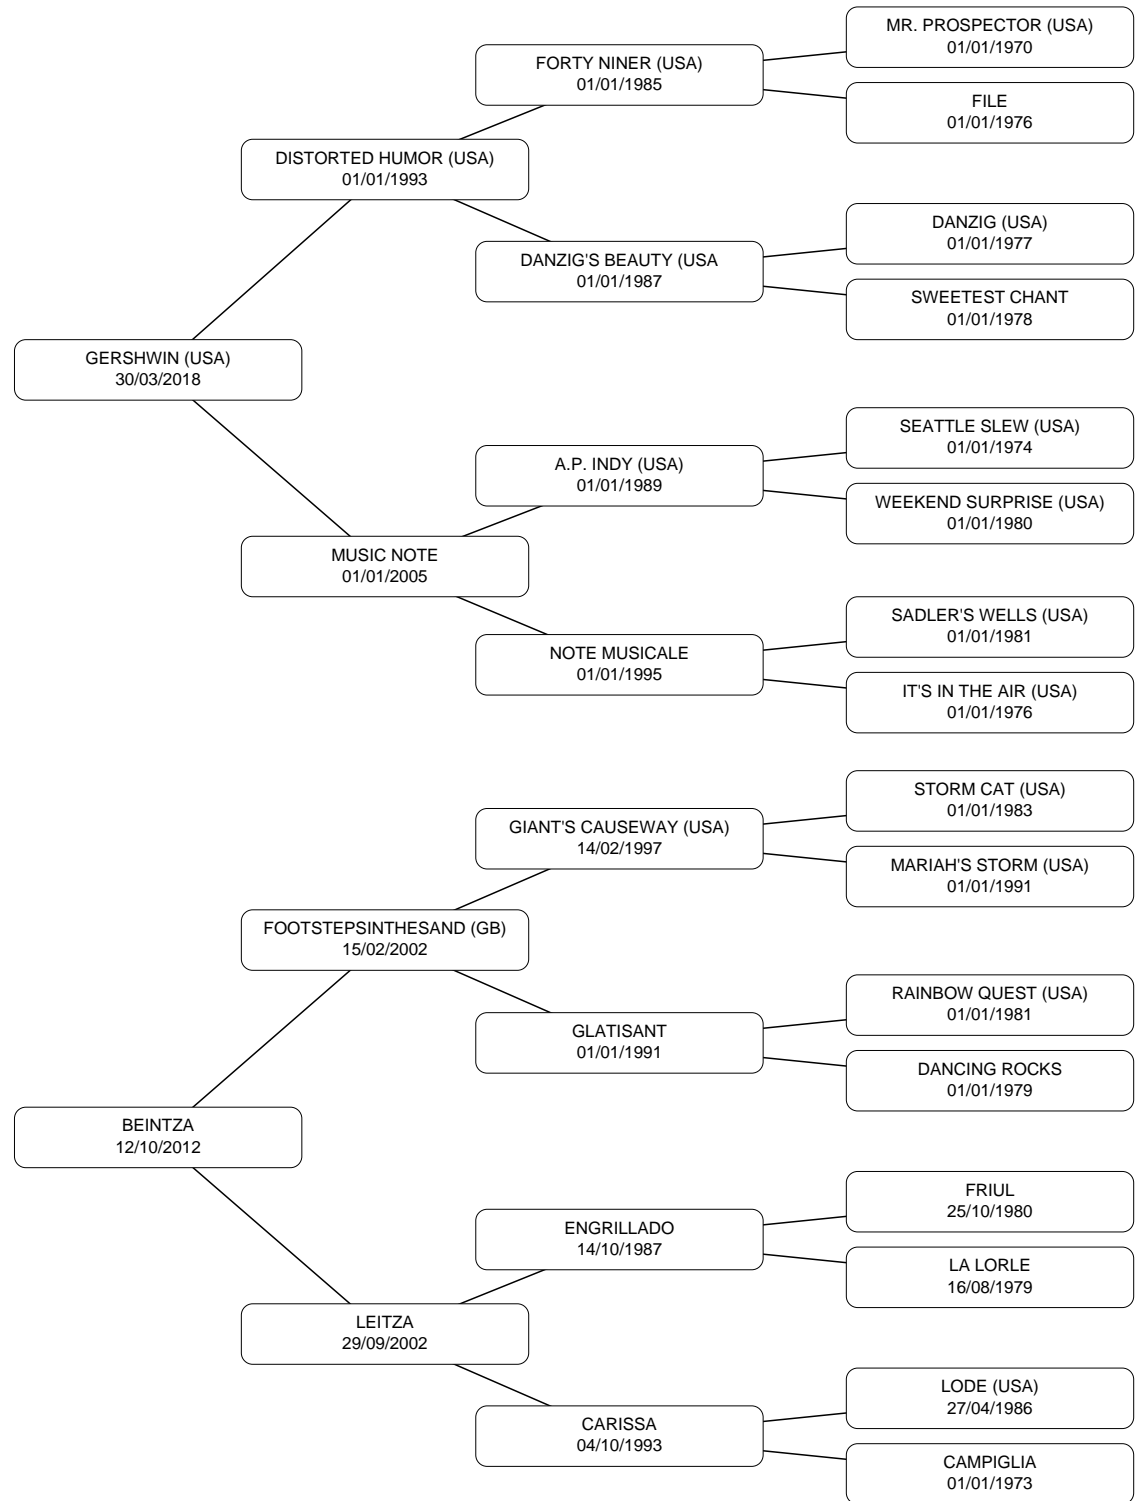 MR. PROSPECTOR (USA)
01/01/1970
FORTY NINER (USA)
01/01/1985
FILE
01/01/1976
DISTORTED HUMOR (USA)
01/01/1993
DANZIG (USA)
01/01/1977
DANZIG'S BEAUTY (USA
01/01/1987
SWEETEST CHANT
01/01/1978
GERSHWIN (USA)
30/03/2018
SEATTLE SLEW (USA)
01/01/1974
A.P. INDY (USA)
01/01/1989
WEEKEND SURPRISE (USA)
01/01/1980
MUSIC NOTE
01/01/2005
SADLER'S WELLS (USA)
01/01/1981
NOTE MUSICALE
01/01/1995
IT'S IN THE AIR (USA)
01/01/1976
STORM CAT (USA)
01/01/1983
GIANT'S CAUSEWAY (USA)
14/02/1997
MARIAH'S STORM (USA)
01/01/1991
FOOTSTEPSINTHESAND (GB)
15/02/2002
RAINBOW QUEST (USA)
01/01/1981
GLATISANT
01/01/1991
DANCING ROCKS
01/01/1979
BEINTZA
12/10/2012
FRIUL
25/10/1980
ENGRILLADO
14/10/1987
LA LORLE
16/08/1979
LEITZA
29/09/2002
LODE (USA)
27/04/1986
CARISSA
04/10/1993
CAMPIGLIA
01/01/1973